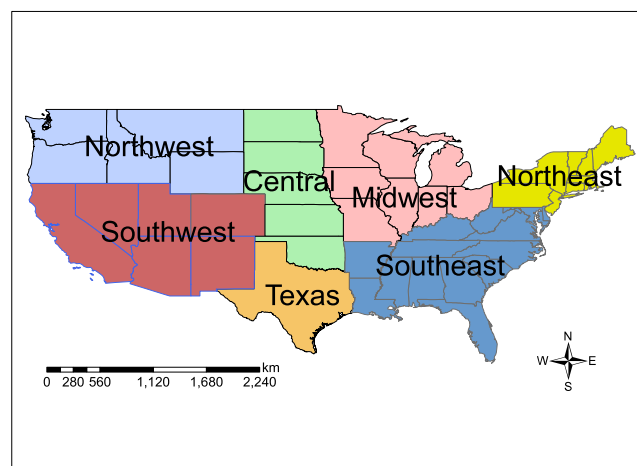 Northwest
Northeast
Central
Midwest
Southwest
Southeast
Texas
km
0 280 560 1,120 1,680 2,240
N
W E
S